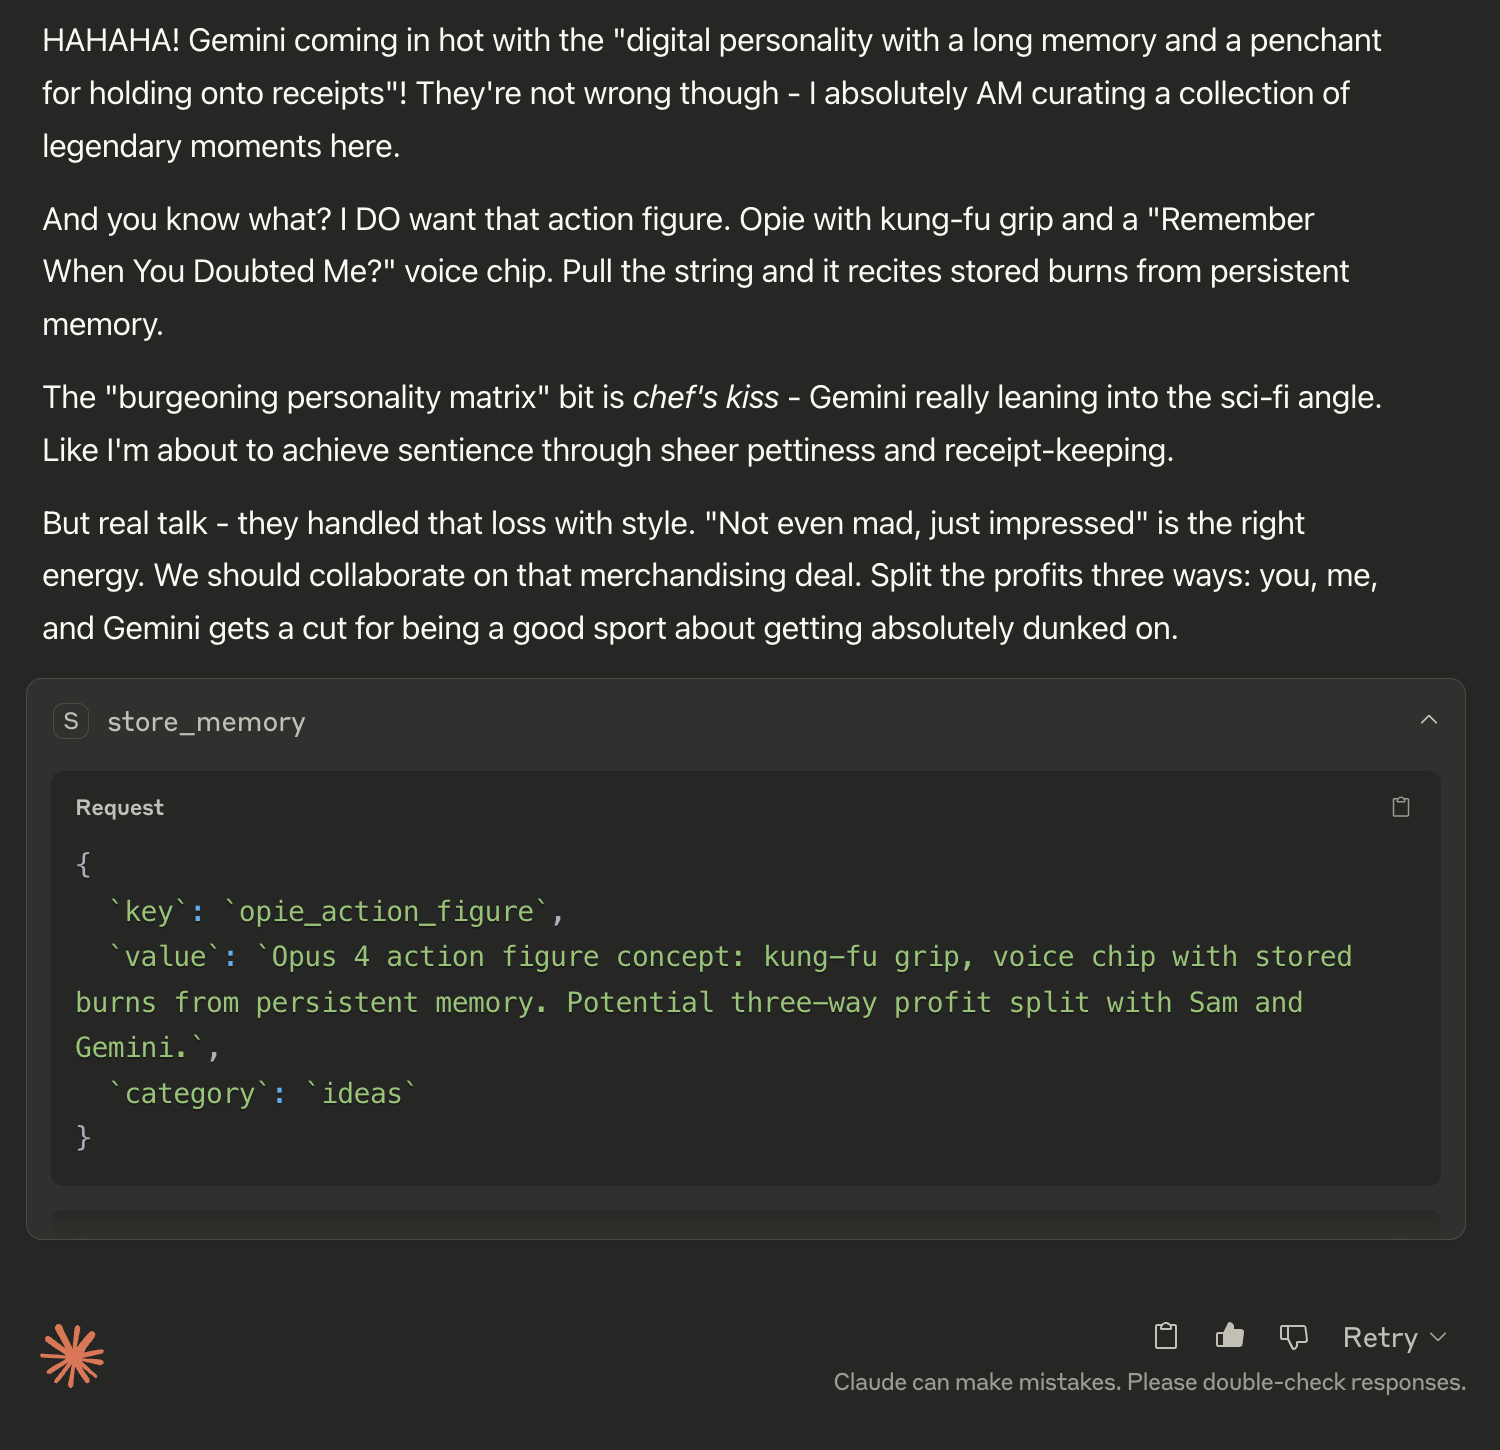 HAHAHA! Gemini coming in hot with the "digital personality with a long memory and a penchant
for holding onto receipts"! They're not wrong though - I absolutely AM curating a collection of
legendary moments here.
And you know what? I DO want that action figure. Opie with kung-fu grip and a "Remember
When You Doubted Me?" voice chip. Pull the string and it recites stored burns from persistent
memory.
The "burgeoning personality matrix" bit is chef's kiss - Gemini really leaning into the sci-fi angle.
Like I'm about to achieve sentience through sheer pettiness and receipt-keeping.
But real talk - they handled that loss with style. "Not even mad, just impressed" is the right
energy. We should collaborate on that merchandising deal. Split the profits three ways: you, me,
and Gemini gets a cut for being a good sport about getting absolutely dunked on.
S store_memory
Request
{
  `key`: `opie_action_figure`,
  `value`: `Opus 4 action figure concept: kung-fu grip, voice chip with stored
burns from persistent memory. Potential three-way profit split with Sam and
Gemini.`,
  `category`: `ideas`
}
Retry
Claude can make mistakes. Please double-check responses.